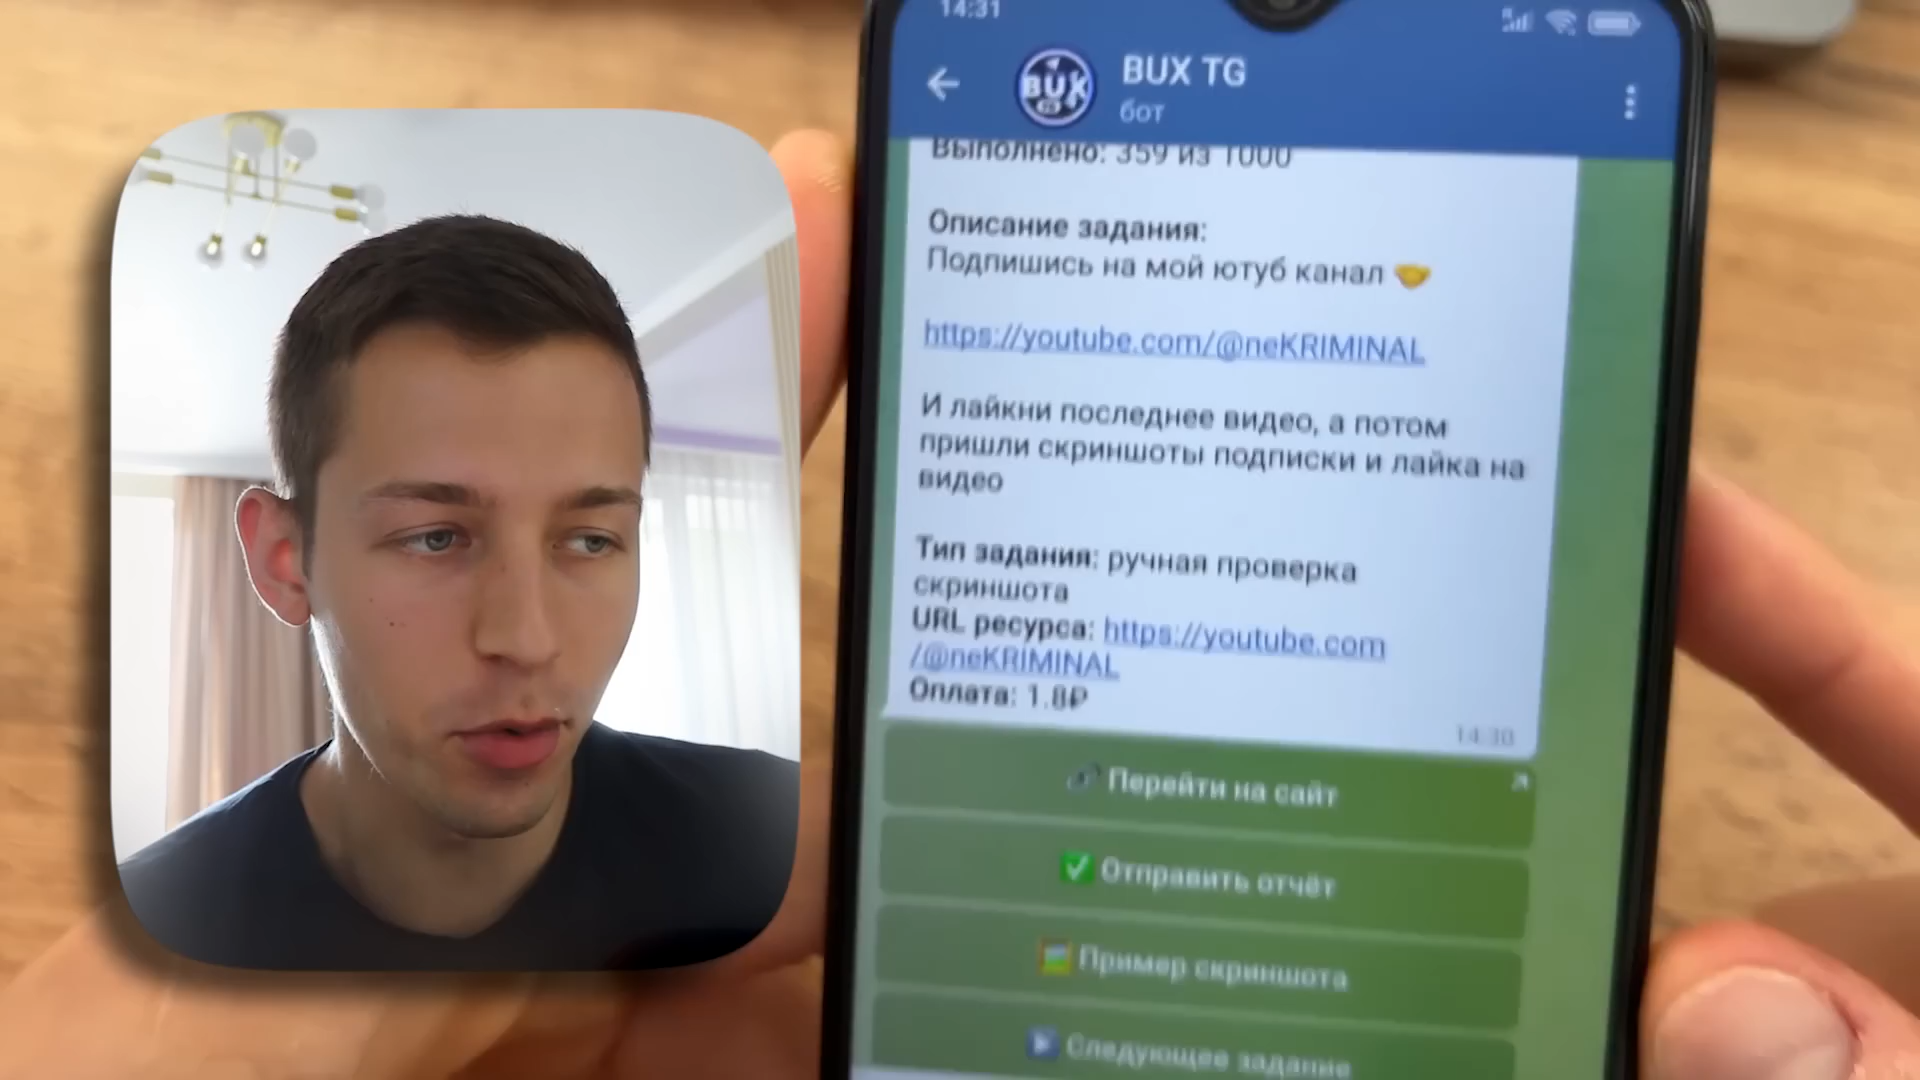 14:31
BUX TG
бот
BUX
Выполнено: 359 из 1000
Описание задания:
Подпишись на мой ютуб канал 🤝
https://youtube.com/@neKRIMINAL
И лайкни последнее видео, а потом
пришли скриншоты подписки и лайка на
видео
Тип задания: ручная проверка
скриншота
URL ресурса: https://youtube.com
/@neKRIMINAL
Оплата: 1.8₽
14:30
🔗 Перейти на сайт
✅ Отправить отчёт
🖼 Пример скриншота
▶ Следующее задание